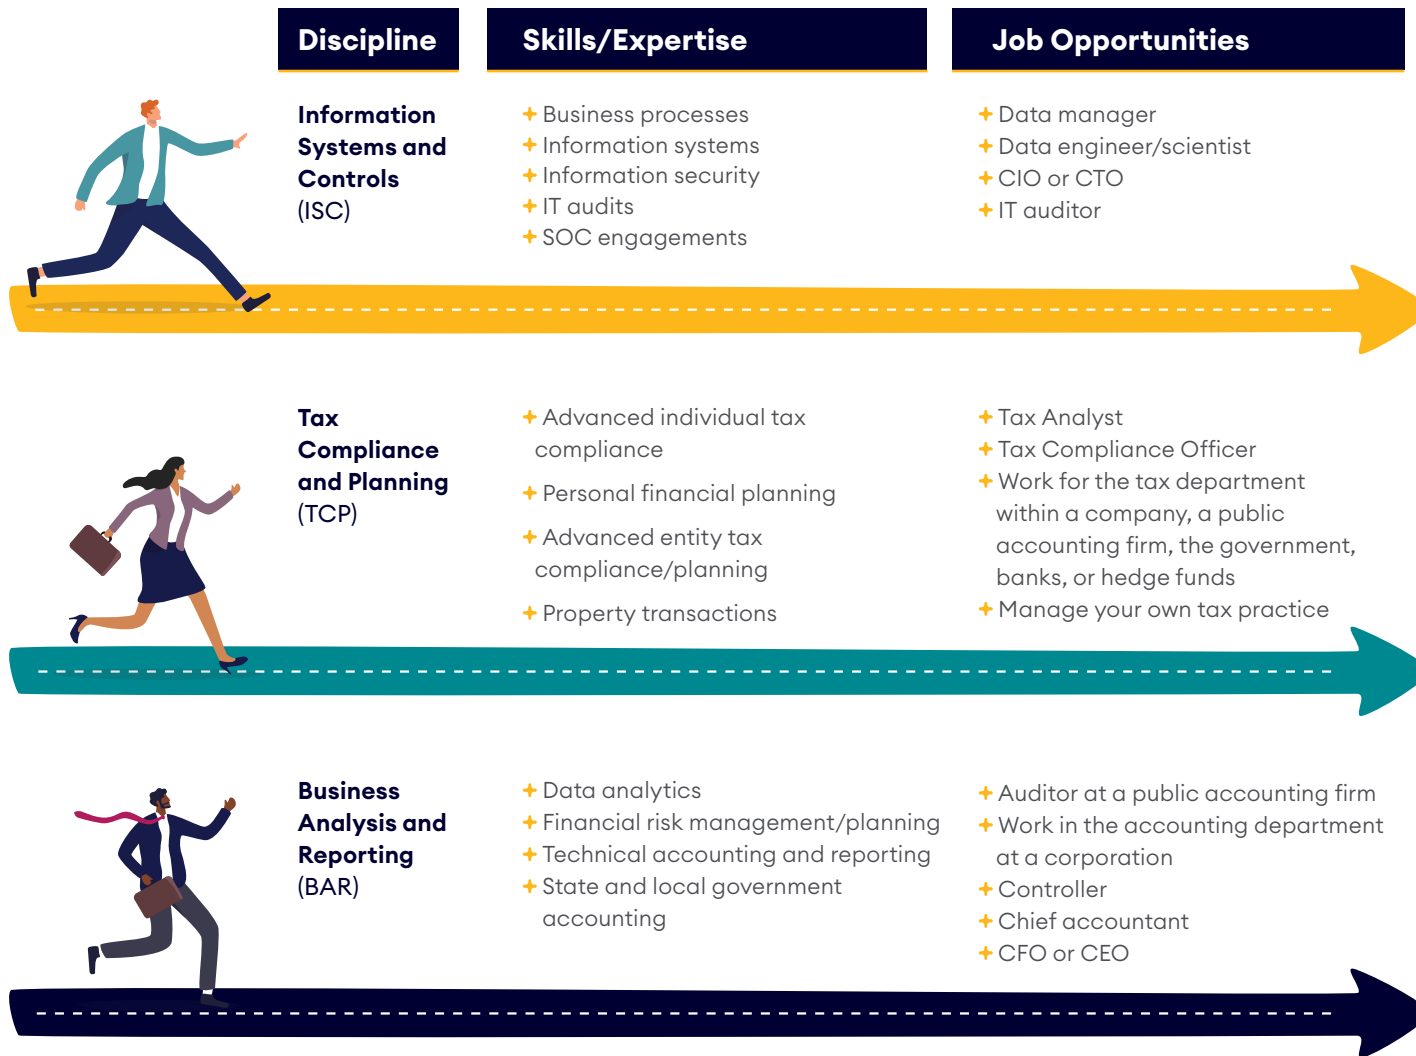 Discipline
Skills/Expertise
Job Opportunities
Information
Systems and
Controls
(ISC)
Business processes
Information systems
Information security
IT audits
SOC engagements
Data manager
Data engineer/scientist
CIO or CTO
IT auditor
Tax
Compliance
and Planning
(TCP)
Advanced individual tax
compliance
Personal financial planning
Advanced entity tax
compliance/planning
Property transactions
Tax Analyst
Tax Compliance Officer
Work for the tax department
within a company, a public
accounting firm, the government,
banks, or hedge funds
Manage your own tax practice
Business
Analysis and
Reporting
(BAR)
Data analytics
Financial risk management/planning
Technical accounting and reporting
State and local government
accounting
Auditor at a public accounting firm
Work in the accounting department
at a corporation
Controller
Chief accountant
CFO or CEO